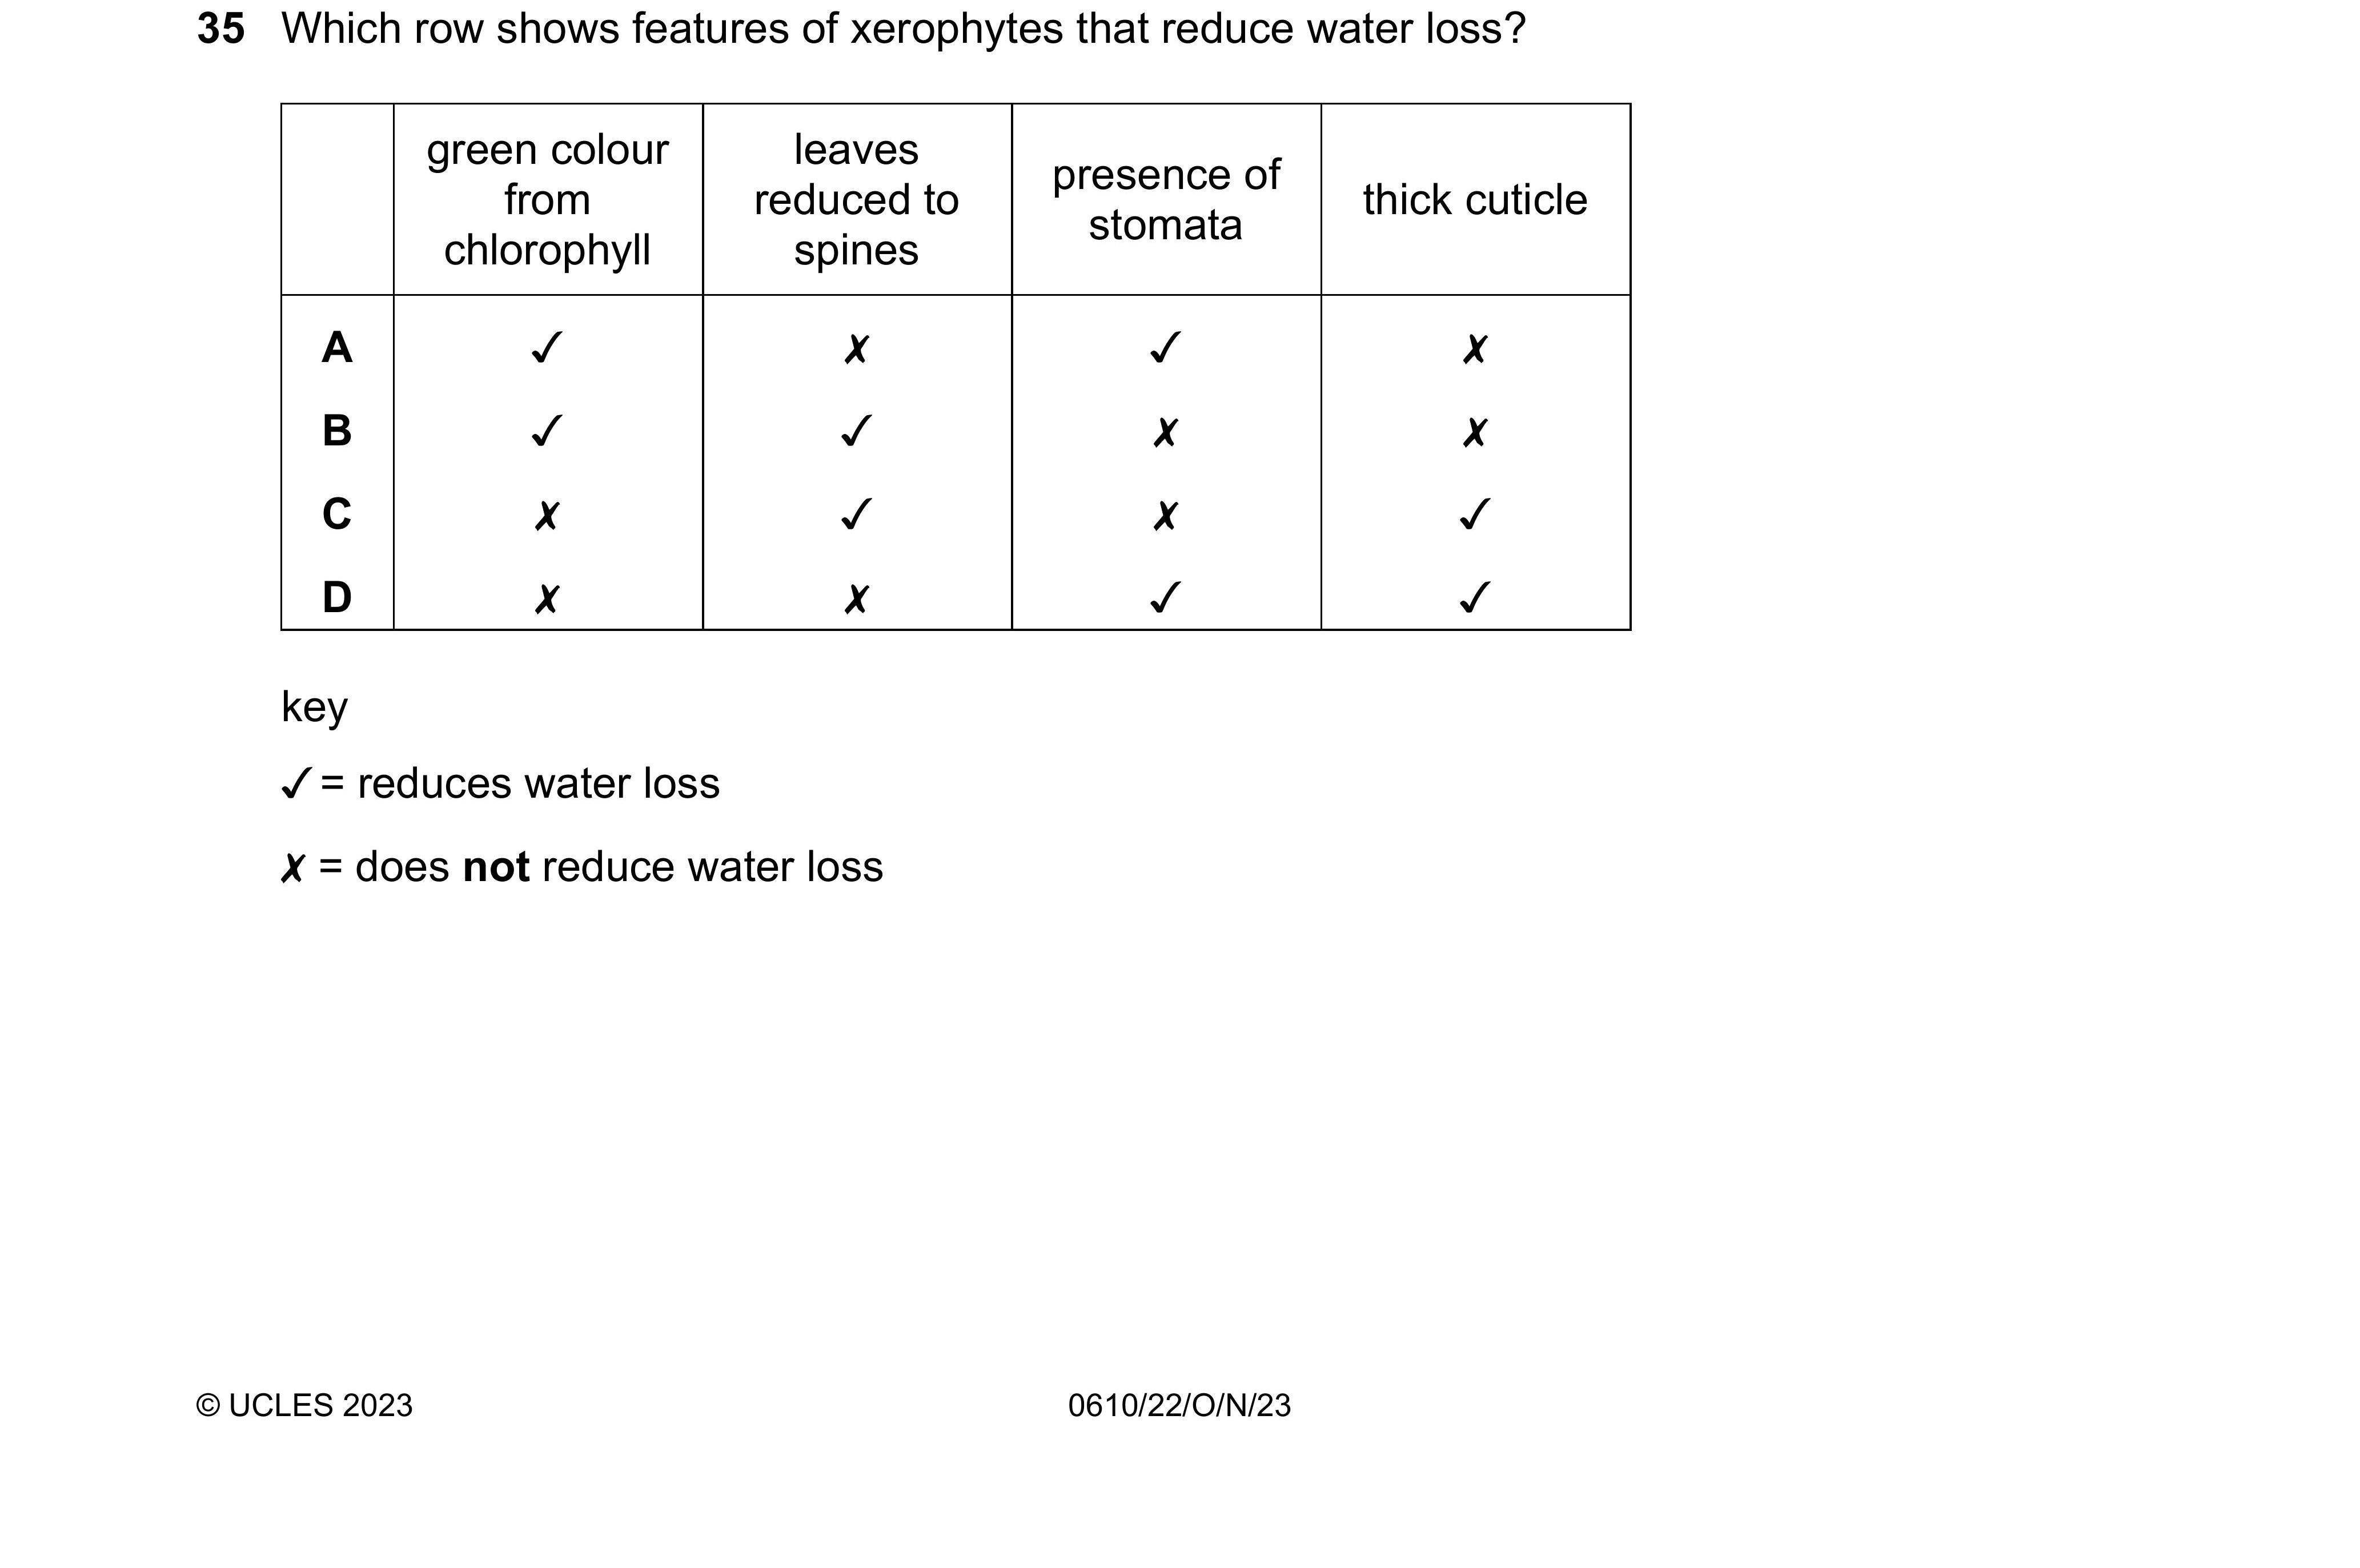 35 Which row shows features of xerophytes that reduce water loss?
green colour from chlorophyll | leaves reduced to spines | presence of stomata | thick cuticle
A ✓ ✗ ✓ ✗
B ✓ ✓ ✗ ✗
C ✗ ✓ ✗ ✓
D ✗ ✗ ✓ ✓
key
✓ = reduces water loss
✗ = does not reduce water loss
© UCLES 2023 0610/22/O/N/23